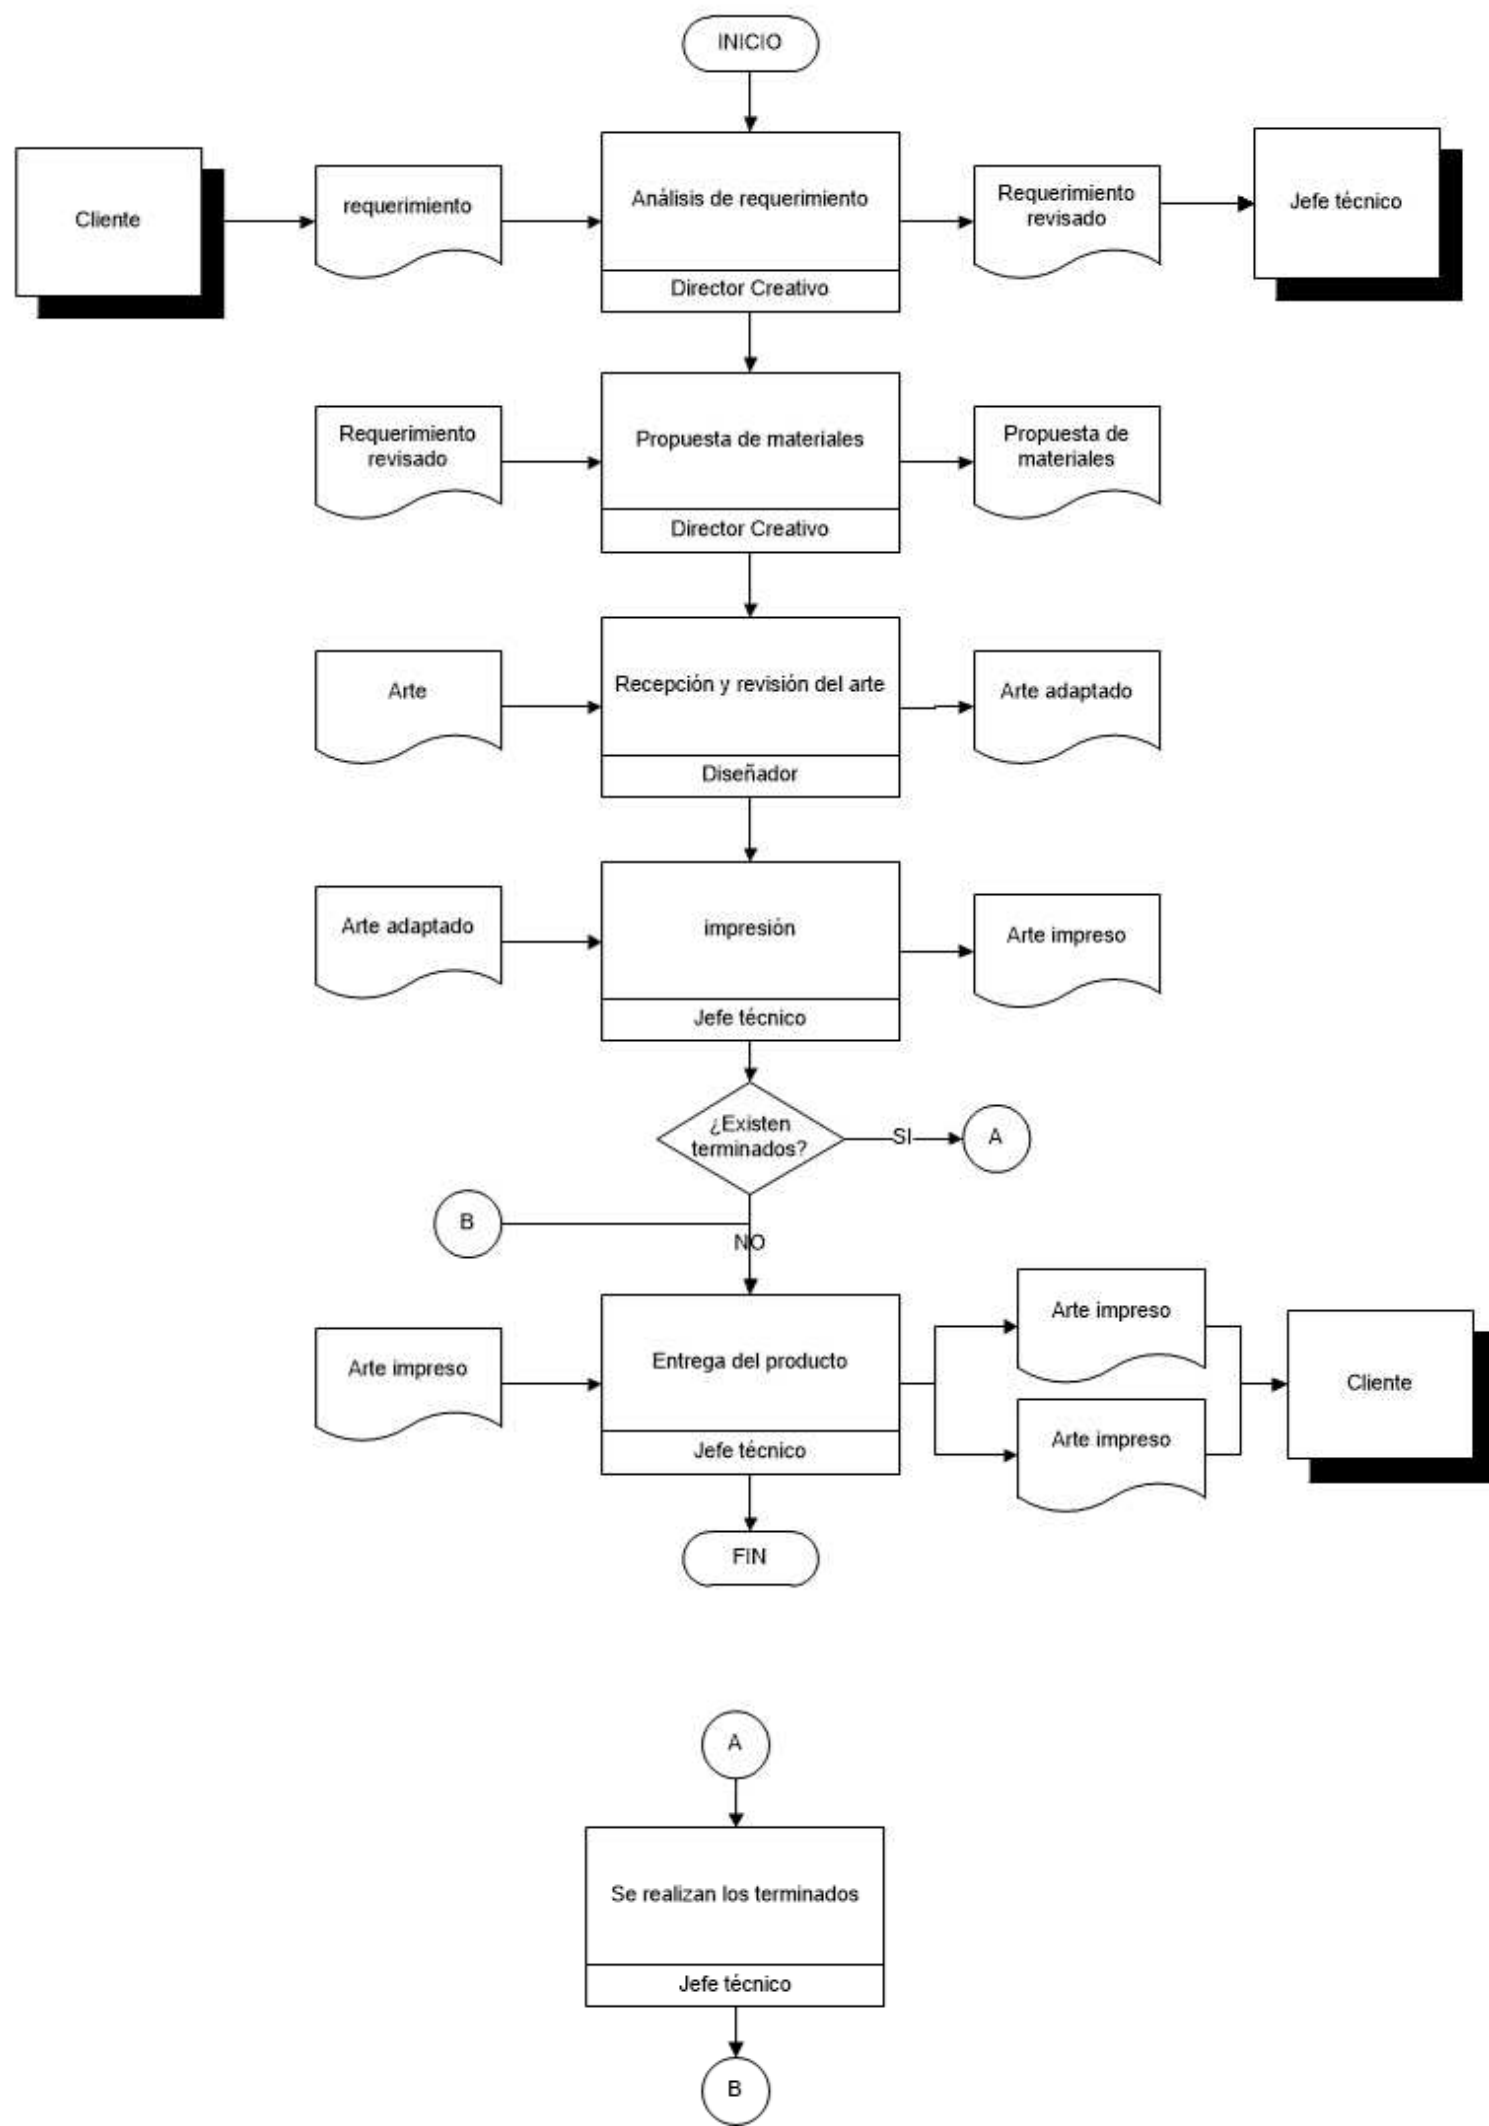 INICIO
Cliente
requerimiento
Análisis de requerimiento
Director Creativo
Requerimiento
revisado
Jefe técnico
Requerimiento
revisado
Propuesta de materiales
Director Creativo
Propuesta de
materiales
Arte
Recepción y revisión del arte
Diseñador
Arte adaptado
Arte adaptado
impresión
Jefe técnico
Arte impreso
¿Existen
terminados?
SI
A
B
NO
Arte impreso
Entrega del producto
Jefe técnico
Arte impreso
Arte impreso
Cliente
FIN
A
Se realizan los terminados
Jefe técnico
B